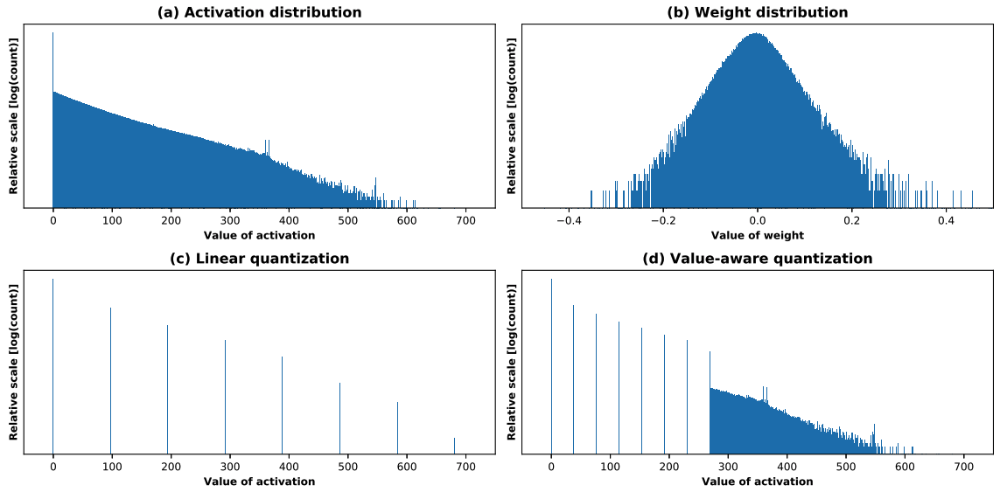 (a) Activation distribution
Relative scale [log(count)]
0 100 200 300 400 500 600 700
Value of activation
(b) Weight distribution
Relative scale [log(count)]
−0.4 −0.2 0.0 0.2 0.4
Value of weight
(c) Linear quantization
Relative scale [log(count)]
0 100 200 300 400 500 600 700
Value of activation
(d) Value-aware quantization
Relative scale [log(count)]
0 100 200 300 400 500 600 700
Value of activation